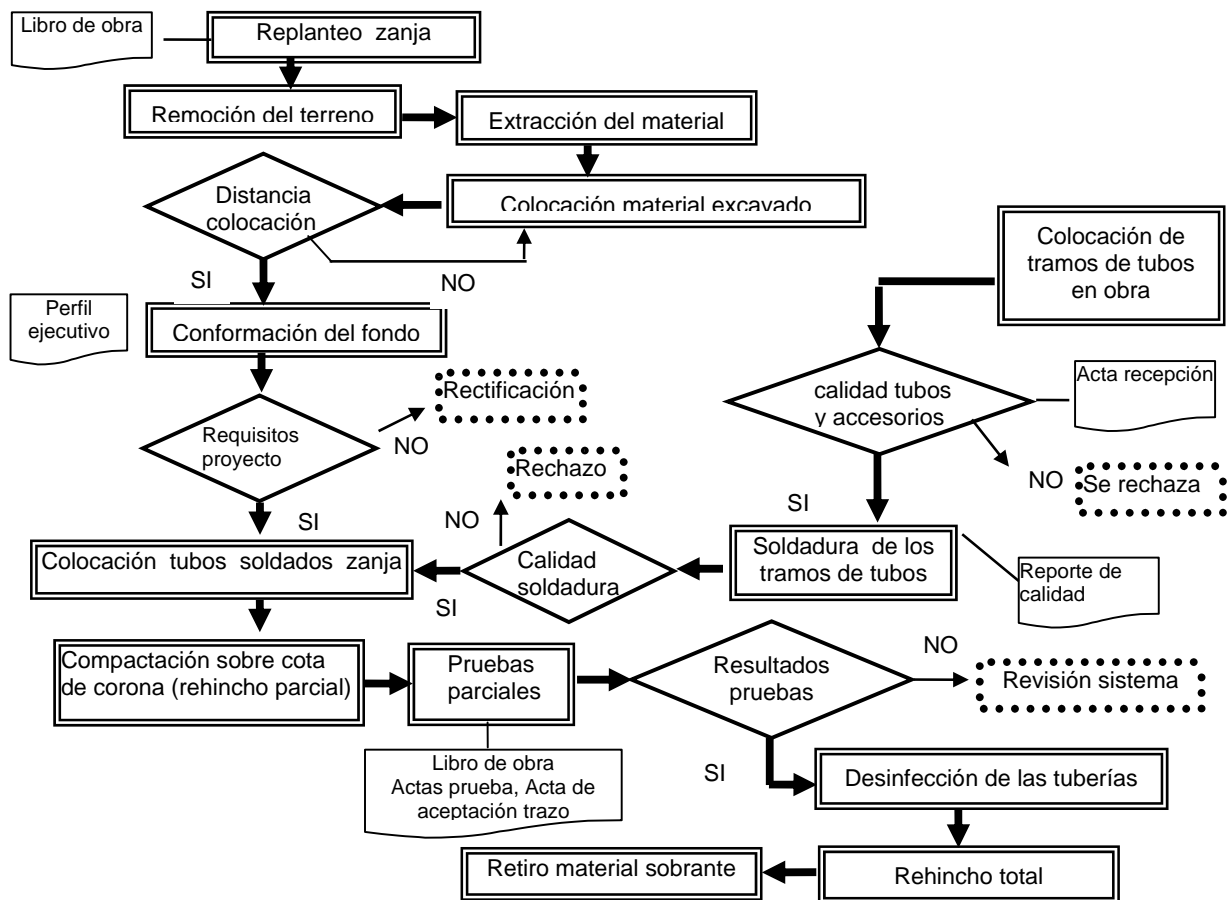 Libro de obra
Replanteo zanja
Remoción del terreno
Extracción del material
Distancia
colocación
Colocación material excavado
SI
NO
Colocación de
tramos de tubos
en obra
Perfil
ejecutivo
Conformación del fondo
Rectificación
NO
Requisitos
proyecto
SI
calidad tubos
y accesorios
Acta recepción
NO
Se rechaza
SI
Rechazo
NO
Colocación tubos soldados zanja
Calidad
soldadura
SI
Soldadura de los
tramos de tubos
Reporte de
calidad
Compactación sobre cota
de corona (rehincho parcial)
Pruebas
parciales
Resultados
pruebas
NO
Revisión sistema
Libro de obra
Actas prueba, Acta de
aceptación trazo
SI
Desinfección de las tuberías
Retiro material sobrante
Rehincho total